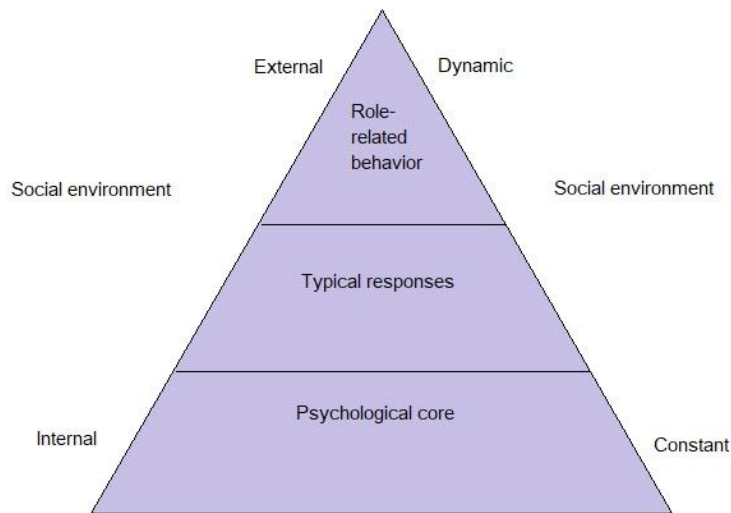 External
Dynamic
Role-
related
behavior
Social environment
Social environment
Typical responses
Psychological core
Internal
Constant